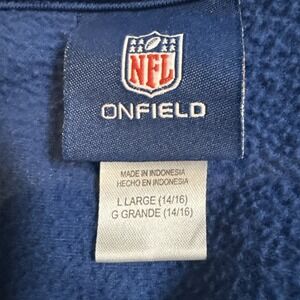 NFL
ONFIELD
MADE IN INDONESIA
HECHO EN INDONESIA
L LARGE (14/16)
G GRANDE (14/16)